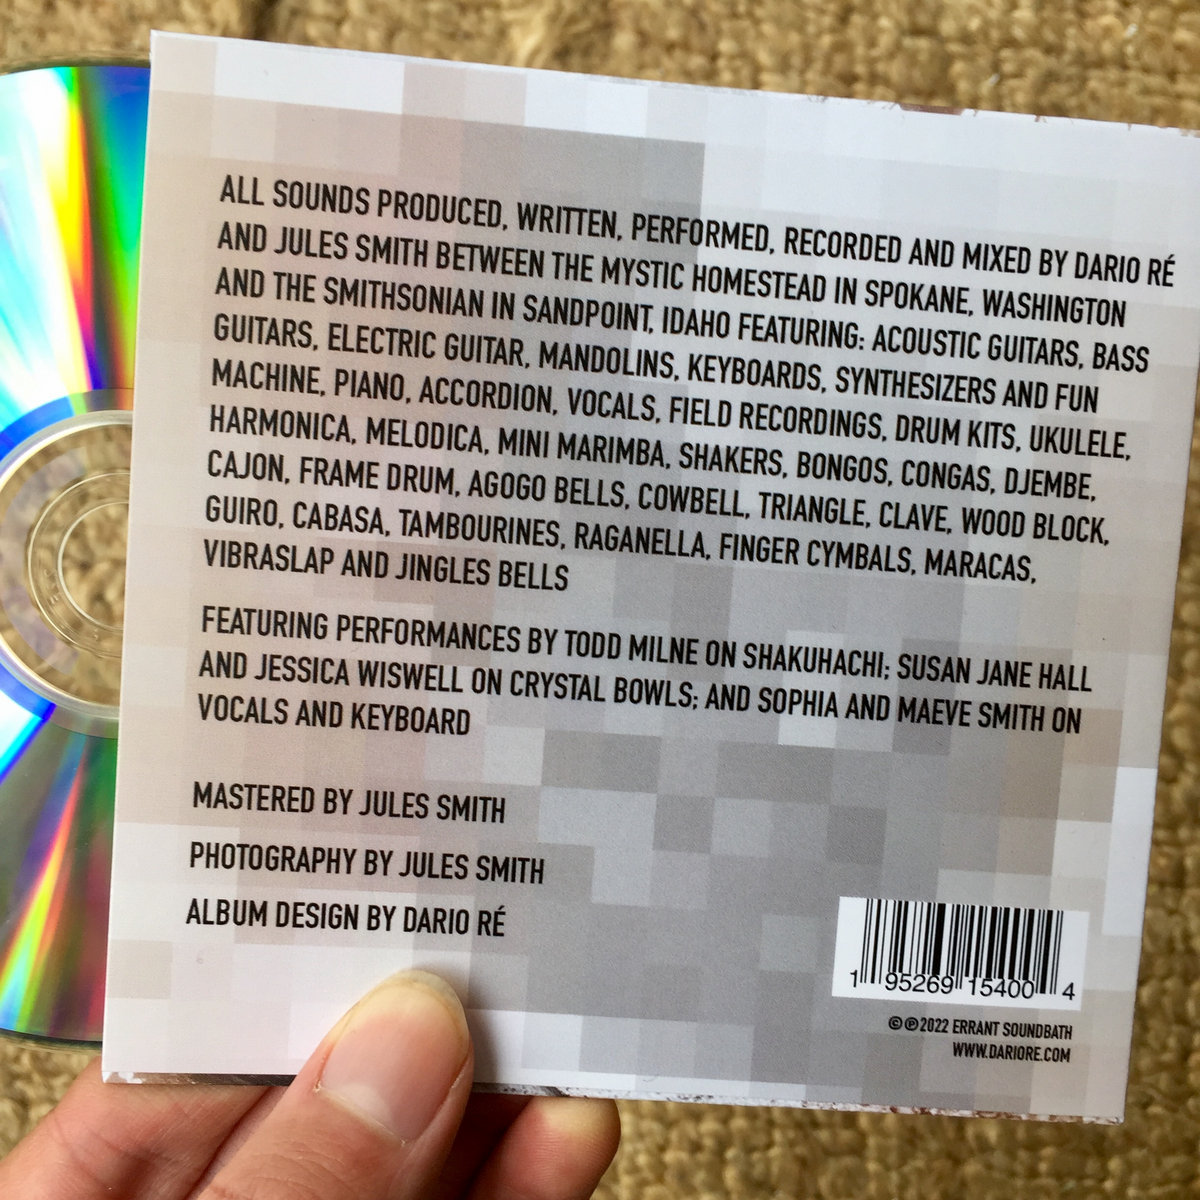 ALL SOUNDS PRODUCED, WRITTEN, PERFORMED, RECORDED AND MIXED BY DARIO RÉ
AND JULES SMITH BETWEEN THE MYSTIC HOMESTEAD IN SPOKANE, WASHINGTON
AND THE SMITHSONIAN IN SANDPOINT, IDAHO FEATURING: ACOUSTIC GUITARS, BASS
GUITARS, ELECTRIC GUITAR, MANDOLINS, KEYBOARDS, SYNTHESIZERS AND FUN
MACHINE, PIANO, ACCORDION, VOCALS, FIELD RECORDINGS, DRUM KITS, UKULELE,
HARMONICA, MELODICA, MINI MARIMBA, SHAKERS, BONGOS, CONGAS, DJEMBE,
CAJON, FRAME DRUM, AGOGO BELLS, COWBELL, TRIANGLE, CLAVE, WOOD BLOCK,
GUIRO, CABASA, TAMBOURINES, RAGANELLA, FINGER CYMBALS, MARACAS,
VIBRASLAP AND JINGLES BELLS
FEATURING PERFORMANCES BY TODD MILNE ON SHAKUHACHI; SUSAN JANE HALL
AND JESSICA WISWELL ON CRYSTAL BOWLS; AND SOPHIA AND MAEVE SMITH ON
VOCALS AND KEYBOARD
MASTERED BY JULES SMITH
PHOTOGRAPHY BY JULES SMITH
ALBUM DESIGN BY DARIO RÉ
1 95269 15400 4
©℗2022 ERRANT SOUNDBATH
WWW.DARIORE.COM